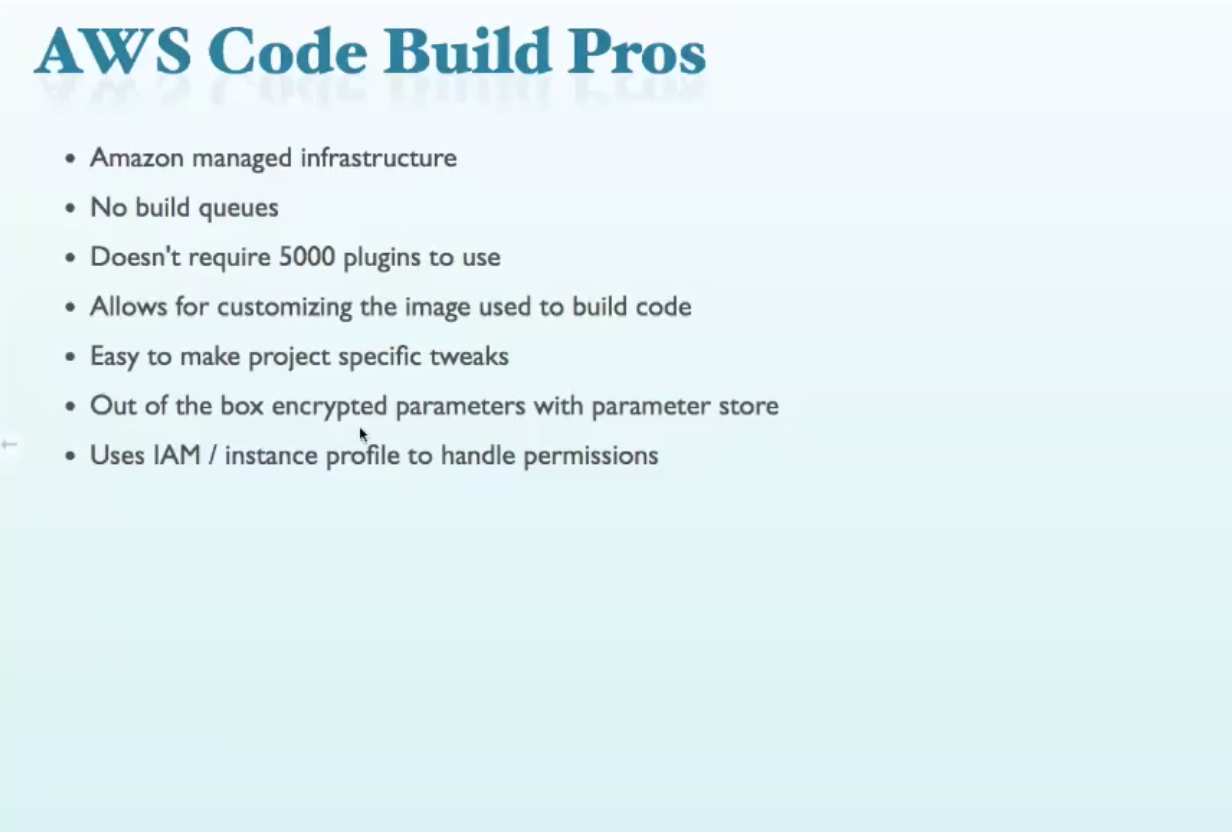 AWS Code Build Pros
• Amazon managed infrastructure
• No build queues
• Doesn't require 5000 plugins to use
• Allows for customizing the image used to build code
• Easy to make project specific tweaks
• Out of the box encrypted parameters with parameter store
• Uses IAM / instance profile to handle permissions